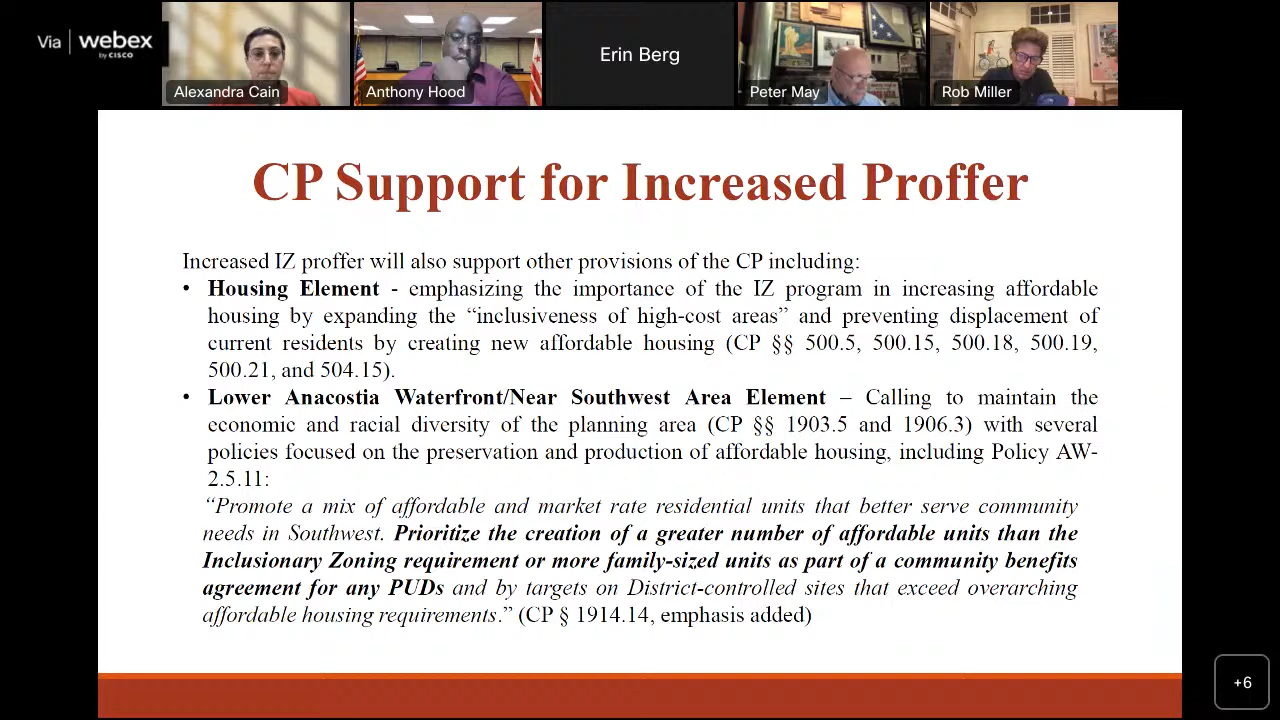 Via webex
by CISCO
Alexandra Cain
Anthony Hood
Erin Berg
Peter May
Rob Miller
CP Support for Increased Proffer
Increased IZ proffer will also support other provisions of the CP including:
• Housing Element - emphasizing the importance of the IZ program in increasing affordable
housing by expanding the “inclusiveness of high-cost areas” and preventing displacement of
current residents by creating new affordable housing (CP §§ 500.5, 500.15, 500.18, 500.19,
500.21, and 504.15).
• Lower Anacostia Waterfront/Near Southwest Area Element – Calling to maintain the
economic and racial diversity of the planning area (CP §§ 1903.5 and 1906.3) with several
policies focused on the preservation and production of affordable housing, including Policy AW-
2.5.11:
“Promote a mix of affordable and market rate residential units that better serve community
needs in Southwest. Prioritize the creation of a greater number of affordable units than the
Inclusionary Zoning requirement or more family-sized units as part of a community benefits
agreement for any PUDs and by targets on District-controlled sites that exceed overarching
affordable housing requirements.” (CP § 1914.14, emphasis added)
+6